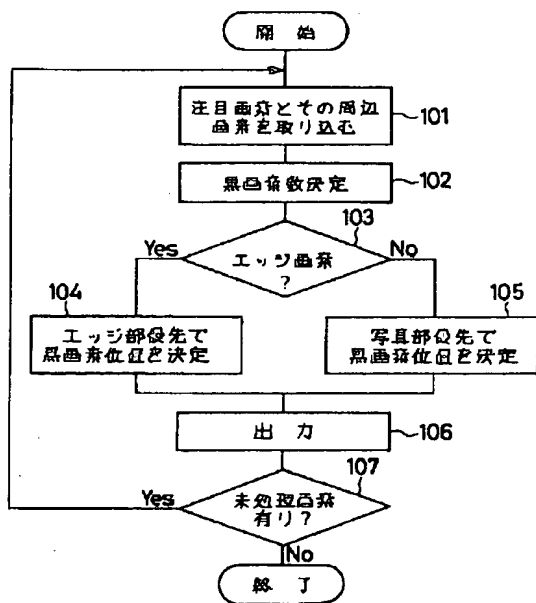 開始
注目画素とその周辺
画素を取り込む
101
黒画素数決定
102
103
Yes
エッジ画素
?
No
104
エッジ部優先で
黒画素位置を決定
105
写真部優先で
黒画素位置を決定
出力
106
107
Yes
未処理画素
有り?
No
終了